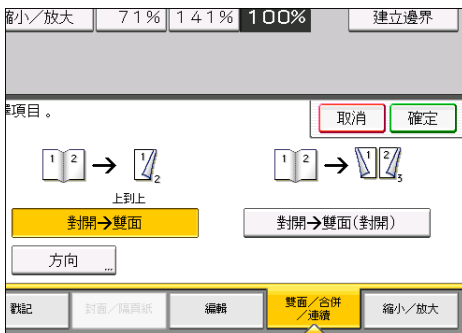 縮小／放大 71% 141% 100% 建立邊界
項目。
取消 確定
1 2 → 1 2
1 2 → 1 2 3
上到上
對開→雙面 對開→雙面(對開)
方向 ...
戳記 封面／隔頁紙 編輯 雙面／合併 縮小／放大
／連續